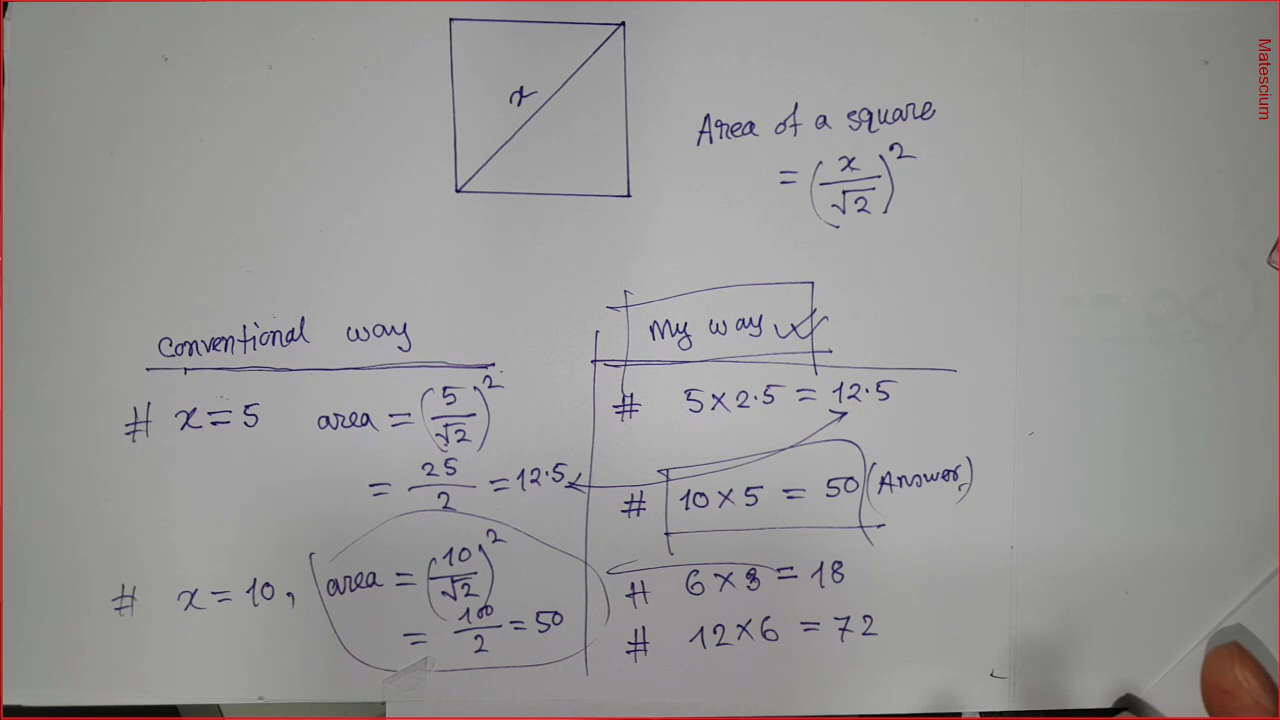 x
Area of a square
= (x/√2)²
Conventional way
# x = 5 area = (5/√2)²
= 25/2 = 12.5
# x = 10, area = (10/√2)²
= 100/2 = 50
My way ✓
# 5 × 2.5 = 12.5
# 10 × 5 = 50 (Answer)
# 6 × 3 = 18
# 12 × 6 = 72
Matescium